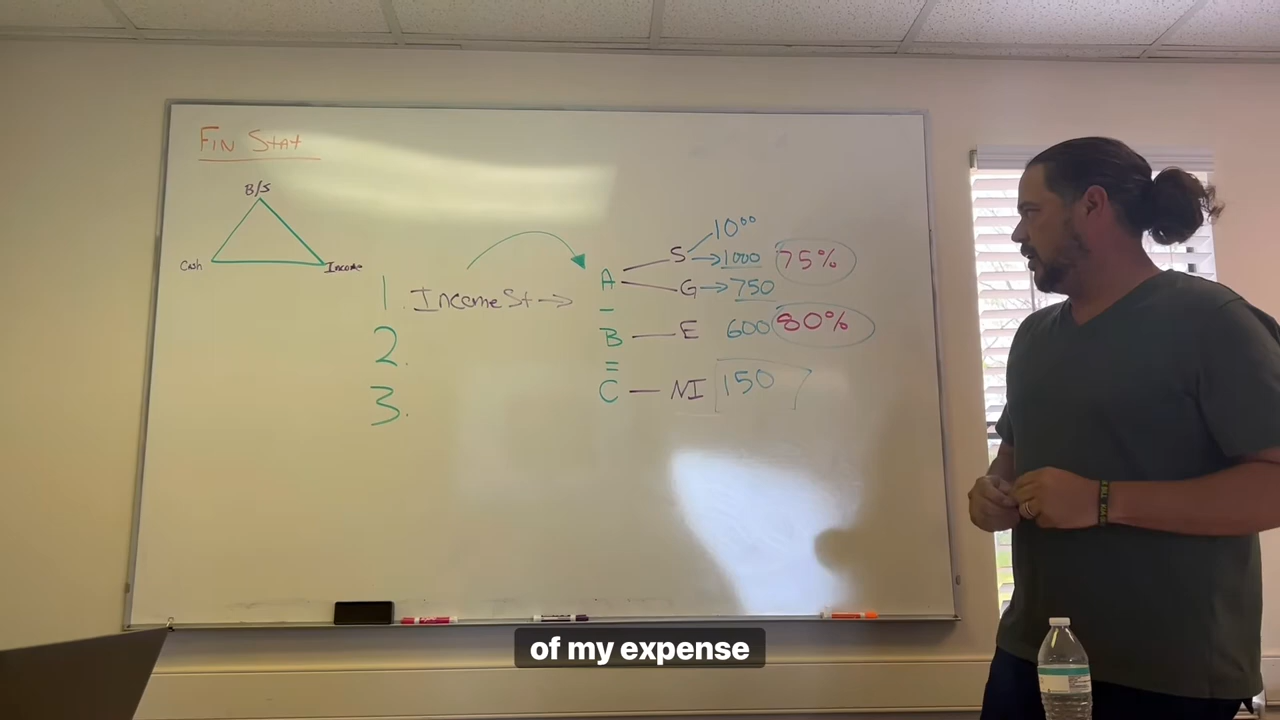 FIN Stat
B/S
Cash
Income
1. Income St →
2.
3.
A
S
10⁰⁰
→ 1000 75%
G → 750
–
B — E 600 80%
=
C — NI 150
of my expense